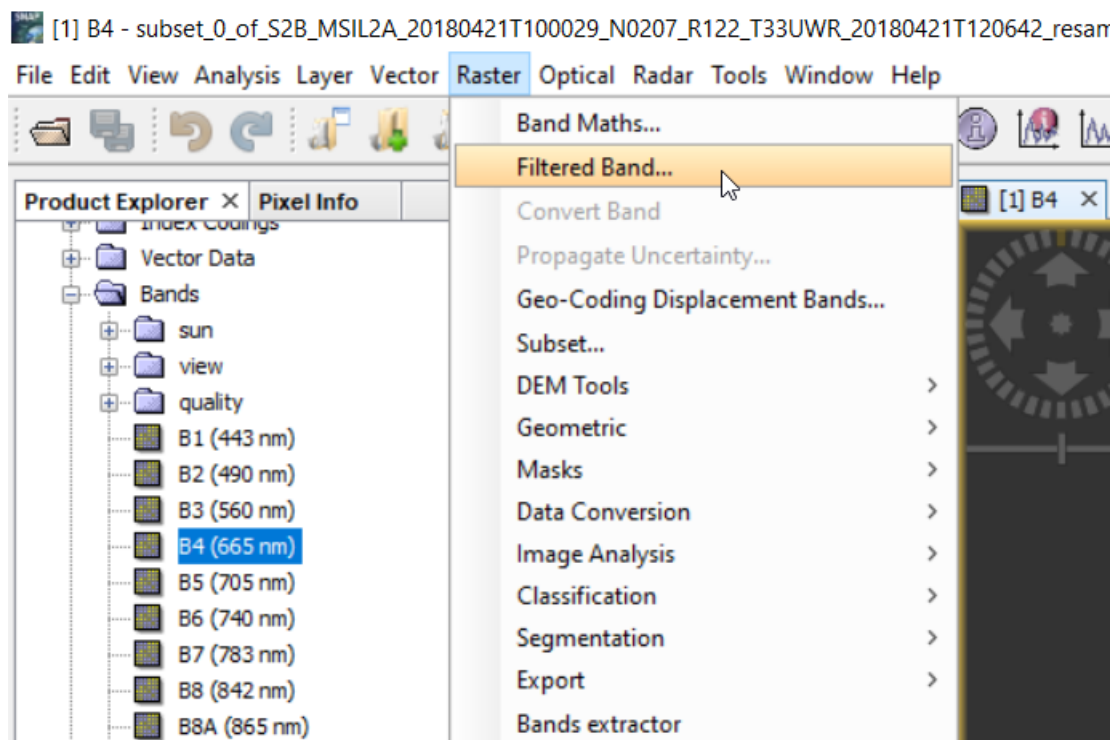 [1] B4 - subset_0_of_S2B_MSIL2A_20180421T100029_N0207_R122_T33UWR_20180421T120642_resam
File Edit View Analysis Layer Vector Raster Optical Radar Tools Window Help
Product Explorer × Pixel Info
Index Codings
Vector Data
Bands
sun
view
quality
B1 (443 nm)
B2 (490 nm)
B3 (560 nm)
B4 (665 nm)
B5 (705 nm)
B6 (740 nm)
B7 (783 nm)
B8 (842 nm)
B8A (865 nm)
Band Maths...
Filtered Band...
Convert Band
Propagate Uncertainty...
Geo-Coding Displacement Bands...
Subset...
DEM Tools
Geometric
Masks
Data Conversion
Image Analysis
Classification
Segmentation
Export
Bands extractor
[1] B4 ×